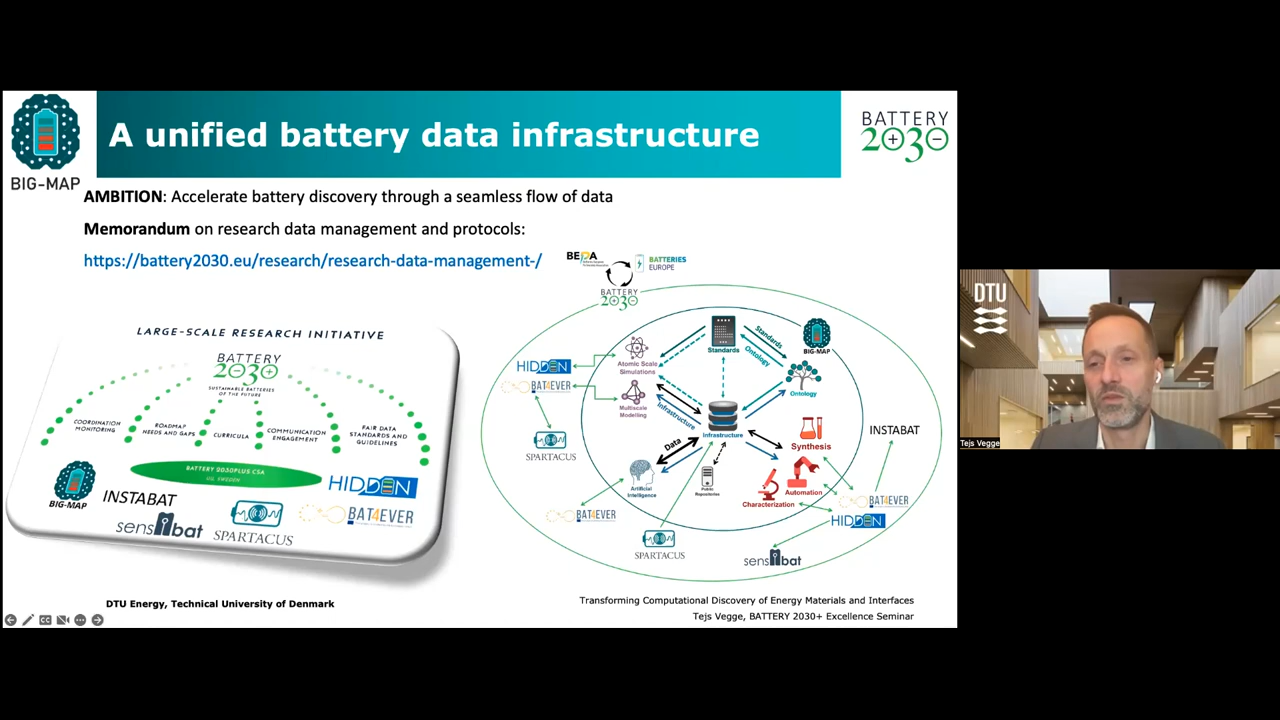 A unified battery data infrastructure
BIG-MAP
BATTERY
2030
AMBITION: Accelerate battery discovery through a seamless flow of data
Memorandum on research data management and protocols:
https://battery2030.eu/research/research-data-management-/
BEPA
BATTERIES
EUROPE
BATTERY
2030
LARGE-SCALE RESEARCH INITIATIVE
BATTERY
2030
SUSTAINABLE BATTERIES
OF THE FUTURE
COORDINATION
MONITORING
ROADMAP
NEEDS AND GAPS
CURRICULA
COMMUNICATION
ENGAGEMENT
FAIR DATA
STANDARDS AND
GUIDELINES
BATTERY 2030PLUS CSA
UU, SWEDEN
BIG-MAP
INSTABAT
sensibat
SPARTACUS
HIDDEN
BAT4EVER
Standards
Standards
Ontology
BIG-MAP
Ontology
Atomic Scale
Simulations
Multiscale
Modelling
Infrastructure
Infrastructure
Data
Artificial
Intelligence
Public
Repositories
Synthesis
Automation
Characterization
HIDDEN
BAT4EVER
SPARTACUS
BAT4EVER
SPARTACUS
sensibat
INSTABAT
BAT4EVER
HIDDEN
DTU Energy, Technical University of Denmark
Transforming Computational Discovery of Energy Materials and Interfaces
Tejs Vegge, BATTERY 2030+ Excellence Seminar
CC
DTU
Tejs Vegge